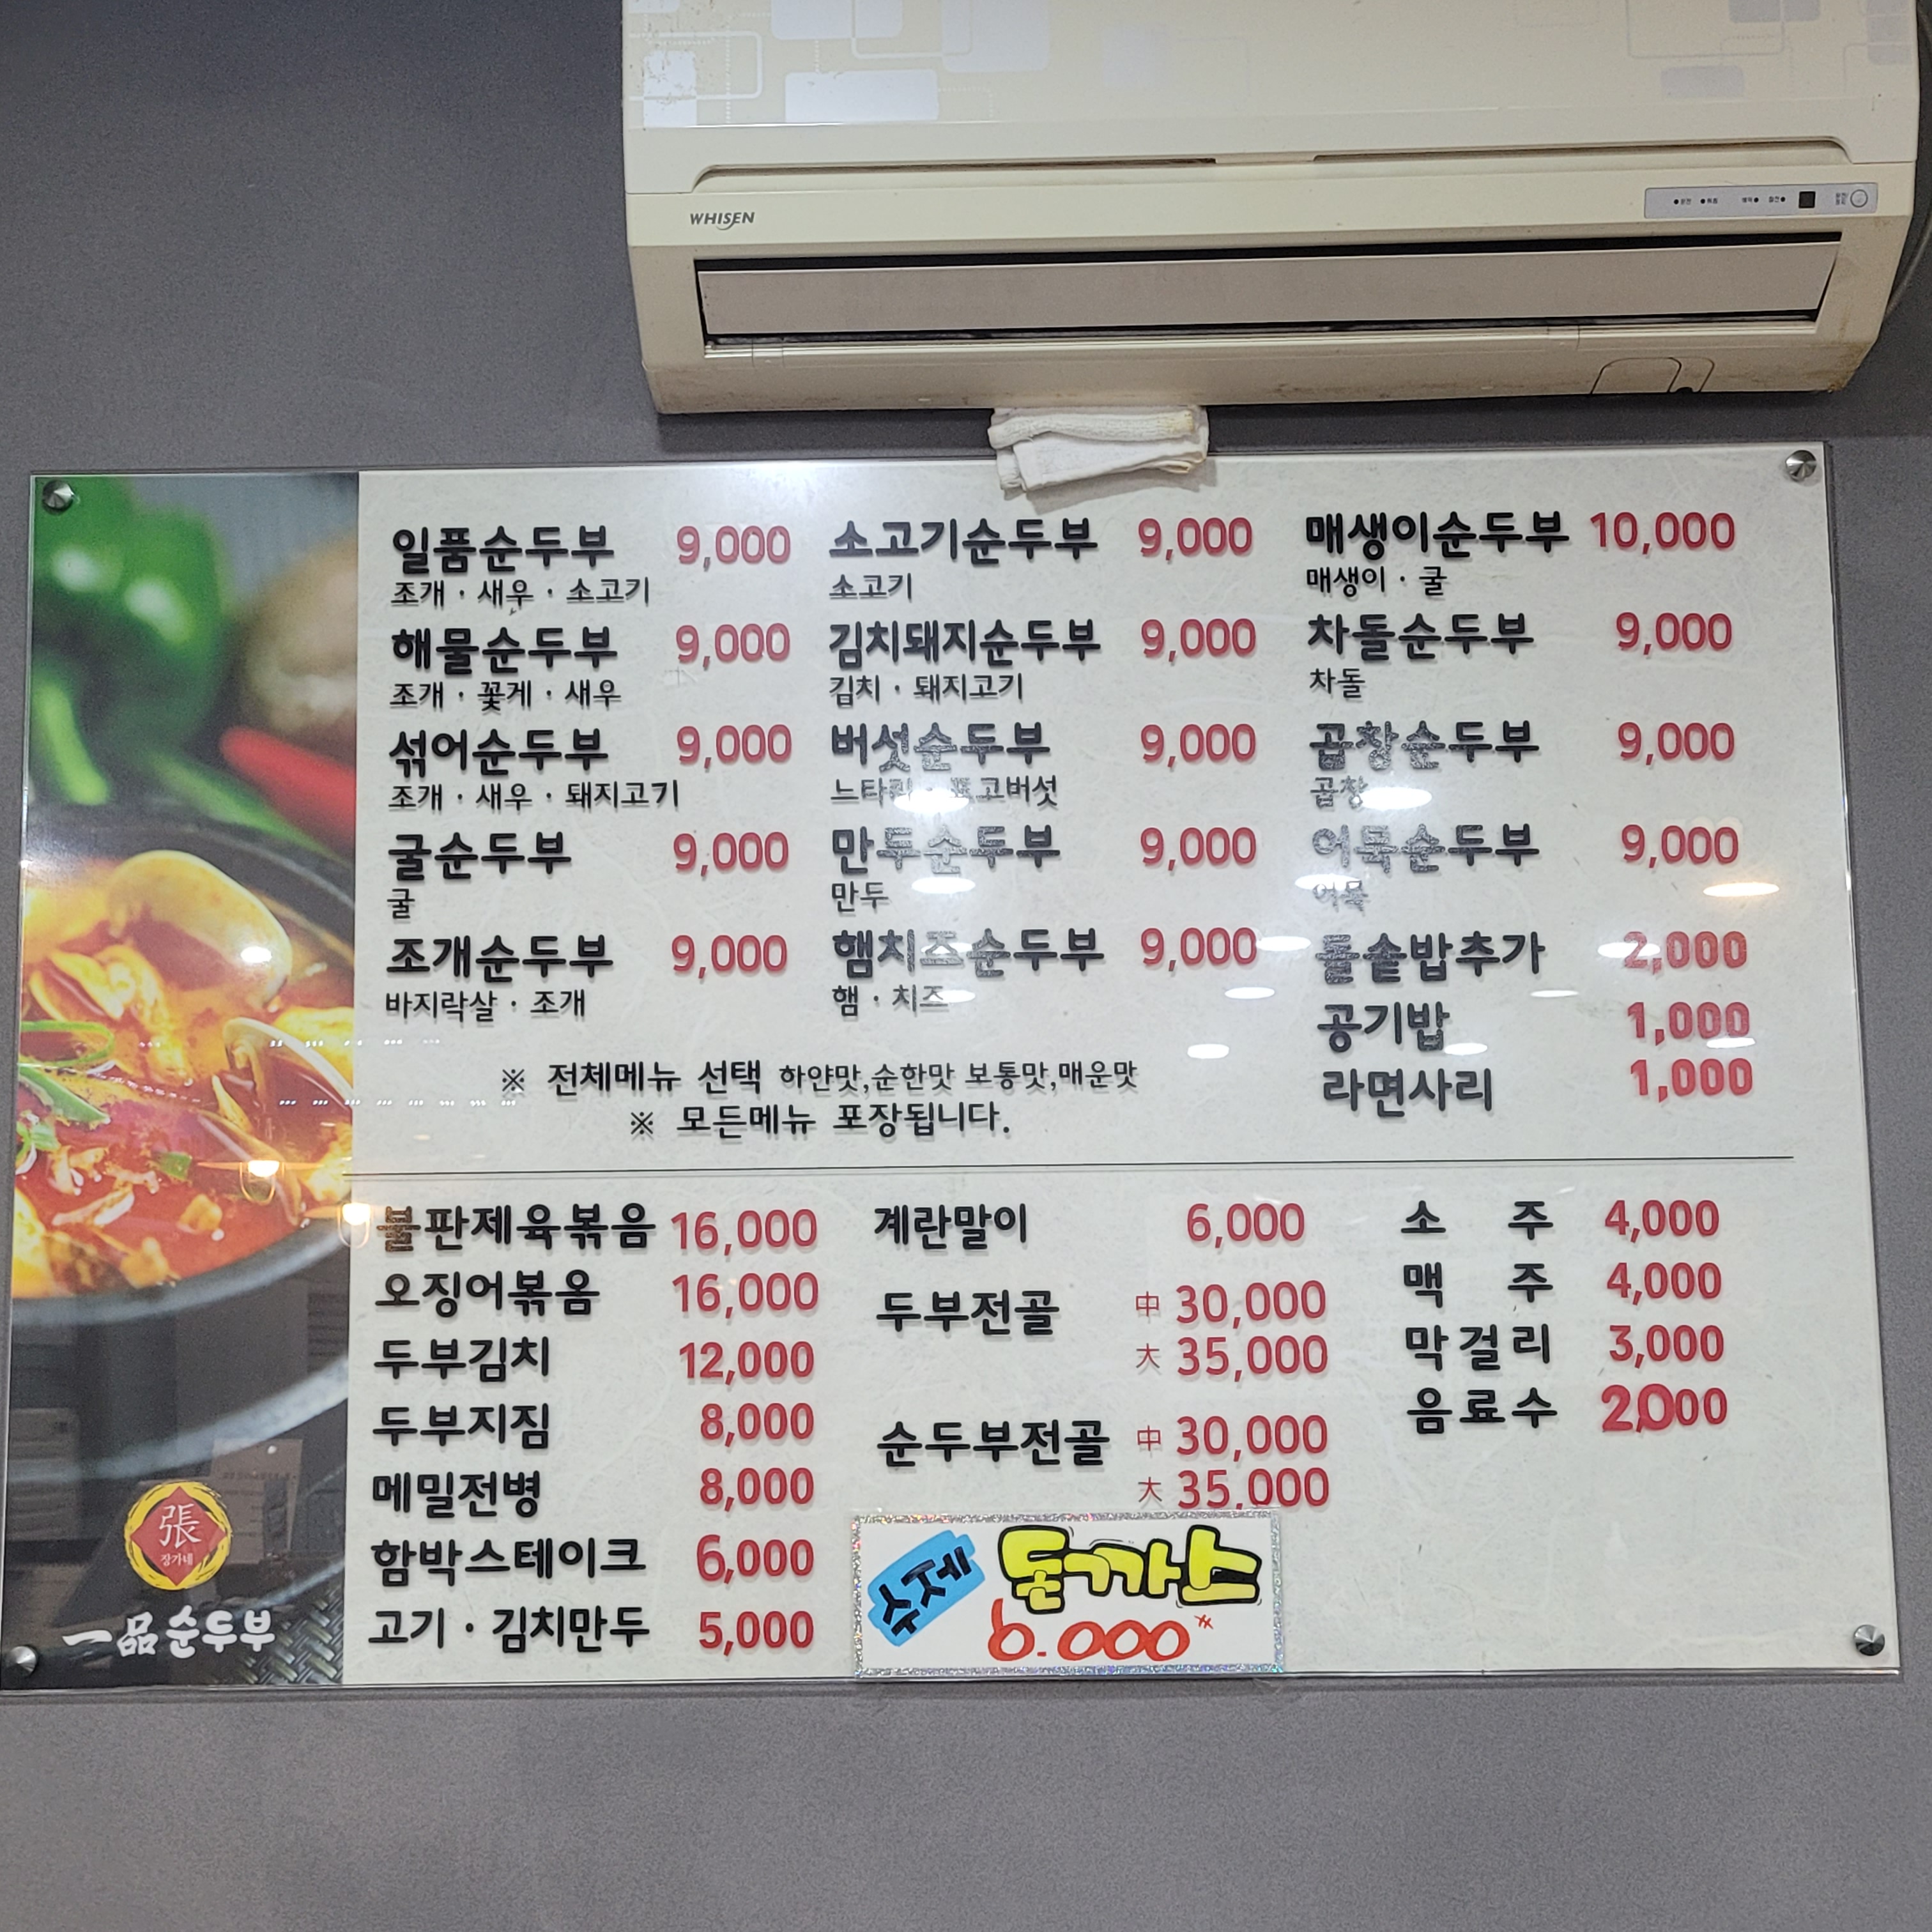 WHISEN
일품순두부 9,000
조개 · 새우 · 소고기
해물순두부 9,000
조개 · 꽃게 · 새우
섞어순두부 9,000
조개 · 새우 · 돼지고기
굴순두부 9,000
굴
조개순두부 9,000
바지락살 · 조개
소고기순두부 9,000
소고기
김치돼지순두부 9,000
김치 · 돼지고기
버섯순두부 9,000
느타리 · 표고버섯
만두순두부 9,000
만두
햄치즈순두부 9,000
햄 · 치즈
매생이순두부 10,000
매생이 · 굴
차돌순두부 9,000
차돌
곱창순두부 9,000
곱창
어묵순두부 9,000
어묵
돌솥밥추가 2,000
공기밥 1,000
라면사리 1,000
※ 전체메뉴 선택 하얀맛,순한맛 보통맛,매운맛
※ 모든메뉴 포장됩니다.
불판제육볶음 16,000
오징어볶음 16,000
두부김치 12,000
두부지짐 8,000
메밀전병 8,000
함박스테이크 6,000
고기 · 김치만두 5,000
계란말이 6,000
두부전골 中 30,000
大 35,000
순두부전골 中 30,000
大 35,000
수제 돈까스
6.000
소 주 4,000
맥 주 4,000
막걸리 3,000
음료수 2,000
張
장가네
一品순두부